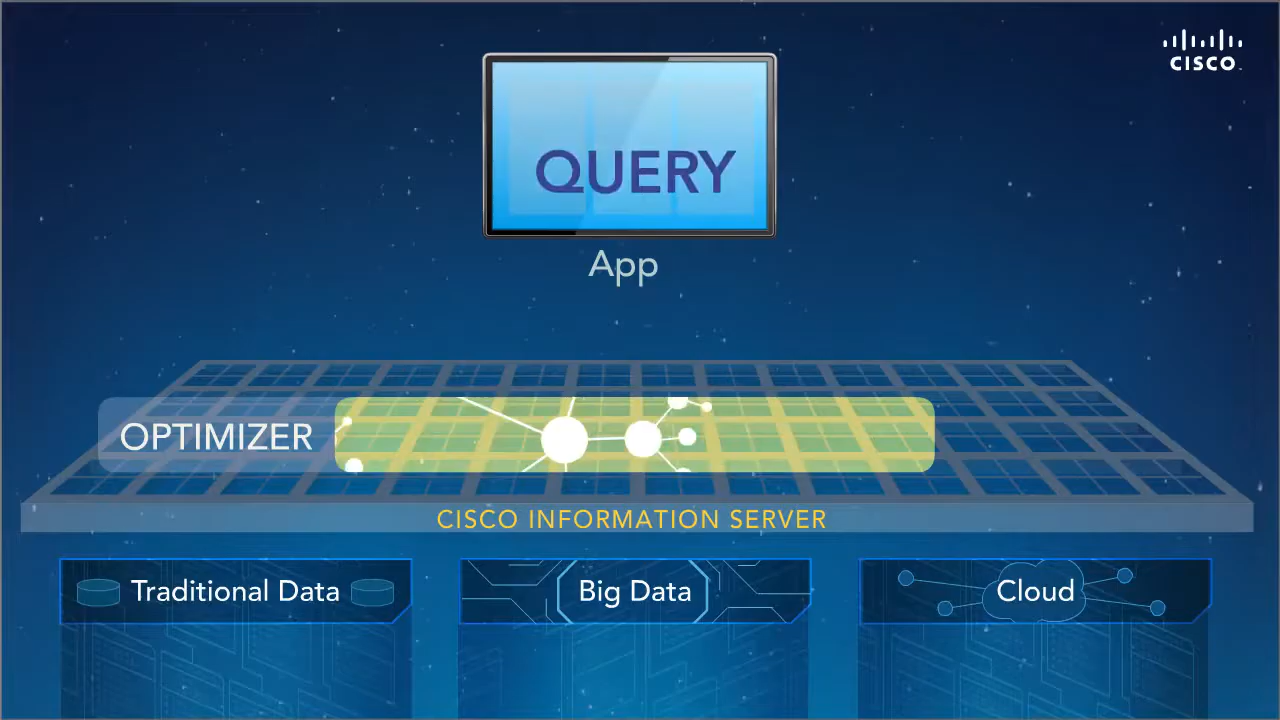 CISCO
QUERY
App
OPTIMIZER
CISCO INFORMATION SERVER
Traditional Data
Big Data
Cloud